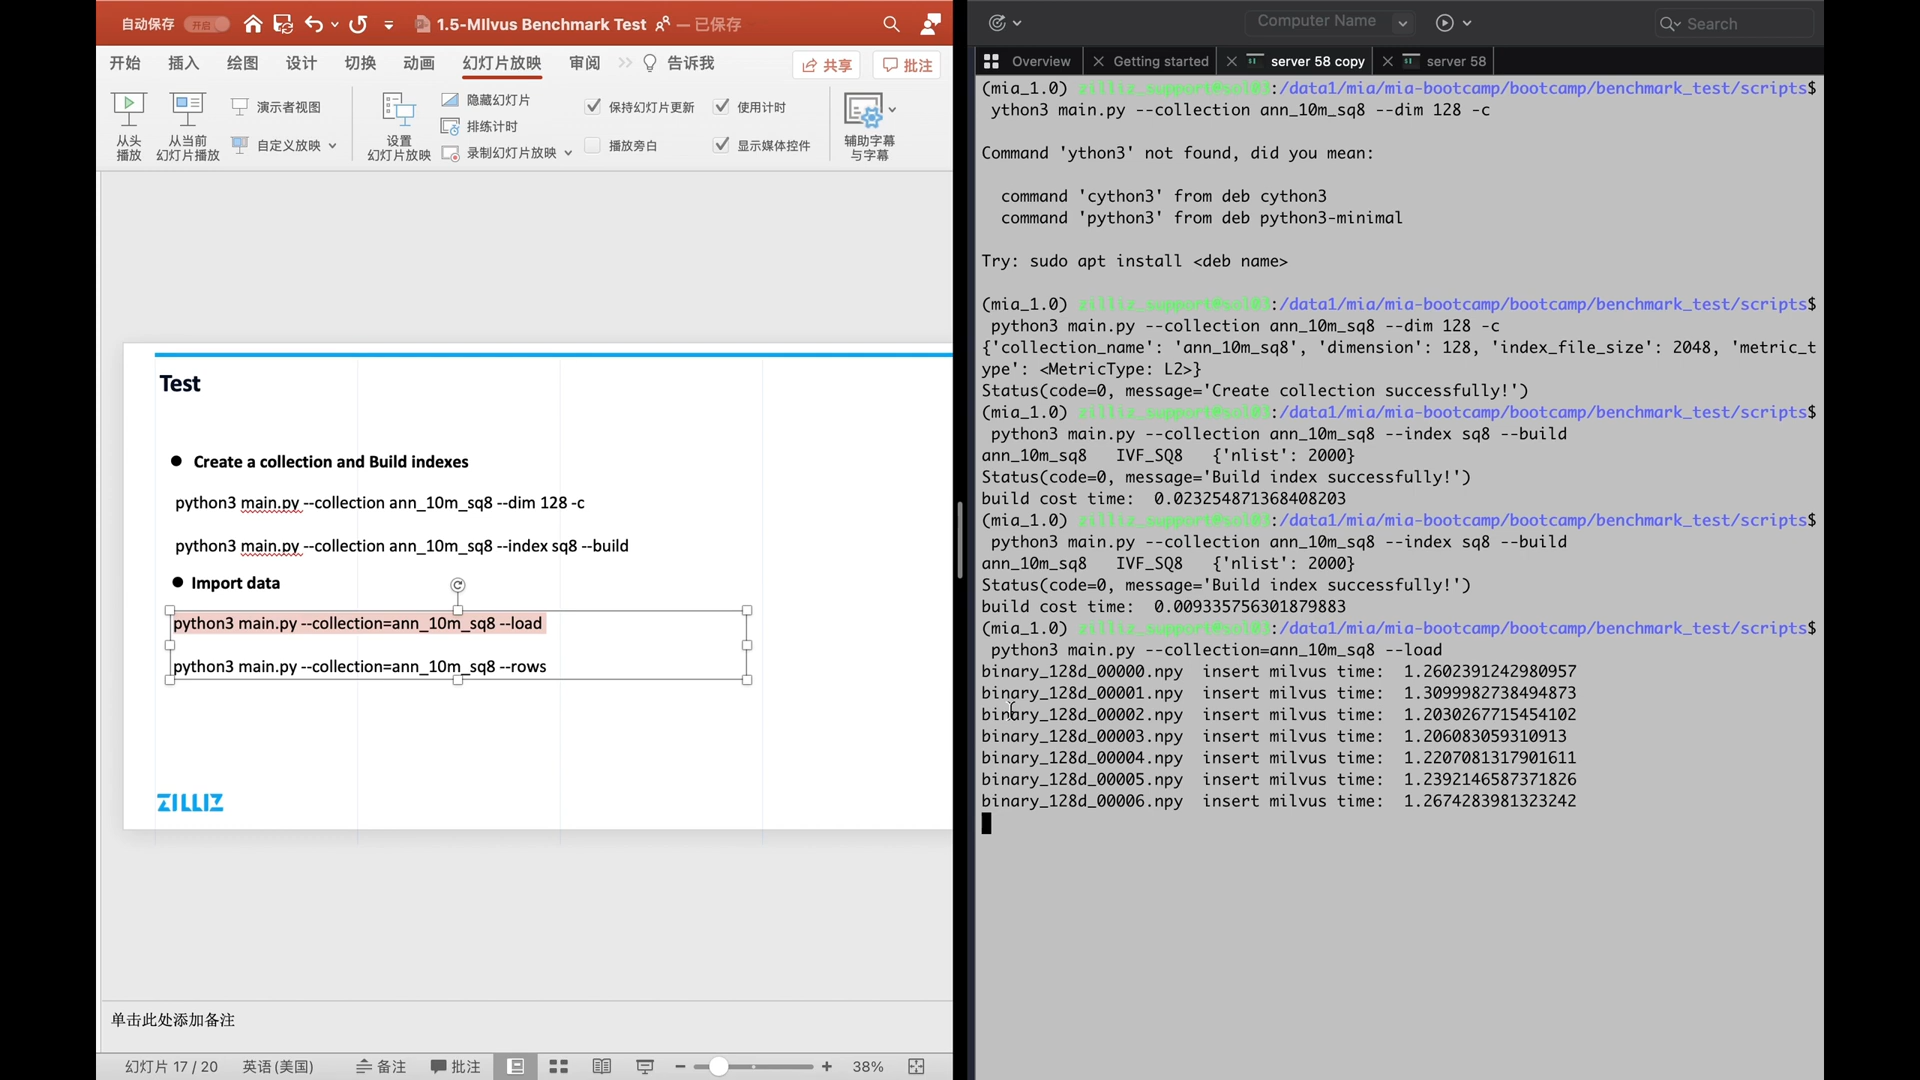 自动保存 开启 1.5-MIlvus Benchmark Test — 已保存
开始 插入 绘图 设计 切换 动画 幻灯片放映 审阅 告诉我 共享 批注
从头播放
从当前幻灯片播放
演示者视图
自定义放映
设置幻灯片放映
隐藏幻灯片
排练计时
录制幻灯片放映
保持幻灯片更新
播放旁白
使用计时
显示媒体控件
辅助字幕与字幕
Test
Create a collection and Build indexes
python3 main.py --collection ann_10m_sq8 --dim 128 -c
python3 main.py --collection ann_10m_sq8 --index sq8 --build
Import data
python3 main.py --collection=ann_10m_sq8 --load
python3 main.py --collection=ann_10m_sq8 --rows
ZILLIZ
单击此处添加备注
幻灯片 17 / 20 英语(美国) 备注 批注 38%
Computer Name Search
Overview Getting started server 58 copy server 58
(mia_1.0) zilliz_support@sol03:/data1/mia/mia-bootcamp/bootcamp/benchmark_test/scripts$
ython3 main.py --collection ann_10m_sq8 --dim 128 -c
Command 'ython3' not found, did you mean:
command 'cython3' from deb cython3
command 'python3' from deb python3-minimal
Try: sudo apt install <deb name>
(mia_1.0) zilliz_support@sol03:/data1/mia/mia-bootcamp/bootcamp/benchmark_test/scripts$
python3 main.py --collection ann_10m_sq8 --dim 128 -c
{'collection_name': 'ann_10m_sq8', 'dimension': 128, 'index_file_size': 2048, 'metric_t
ype': <MetricType: L2>}
Status(code=0, message='Create collection successfully!')
(mia_1.0) zilliz_support@sol03:/data1/mia/mia-bootcamp/bootcamp/benchmark_test/scripts$
python3 main.py --collection ann_10m_sq8 --index sq8 --build
ann_10m_sq8 IVF_SQ8 {'nlist': 2000}
Status(code=0, message='Build index successfully!')
build cost time: 0.023254871368408203
(mia_1.0) zilliz_support@sol03:/data1/mia/mia-bootcamp/bootcamp/benchmark_test/scripts$
python3 main.py --collection ann_10m_sq8 --index sq8 --build
ann_10m_sq8 IVF_SQ8 {'nlist': 2000}
Status(code=0, message='Build index successfully!')
build cost time: 0.009335756301879883
(mia_1.0) zilliz_support@sol03:/data1/mia/mia-bootcamp/bootcamp/benchmark_test/scripts$
python3 main.py --collection=ann_10m_sq8 --load
binary_128d_00000.npy insert milvus time: 1.2602391242980957
binary_128d_00001.npy insert milvus time: 1.3099982738494873
binary_128d_00002.npy insert milvus time: 1.2030267715454102
binary_128d_00003.npy insert milvus time: 1.206083059310913
binary_128d_00004.npy insert milvus time: 1.2207081317901611
binary_128d_00005.npy insert milvus time: 1.2392146587371826
binary_128d_00006.npy insert milvus time: 1.2674283981323242